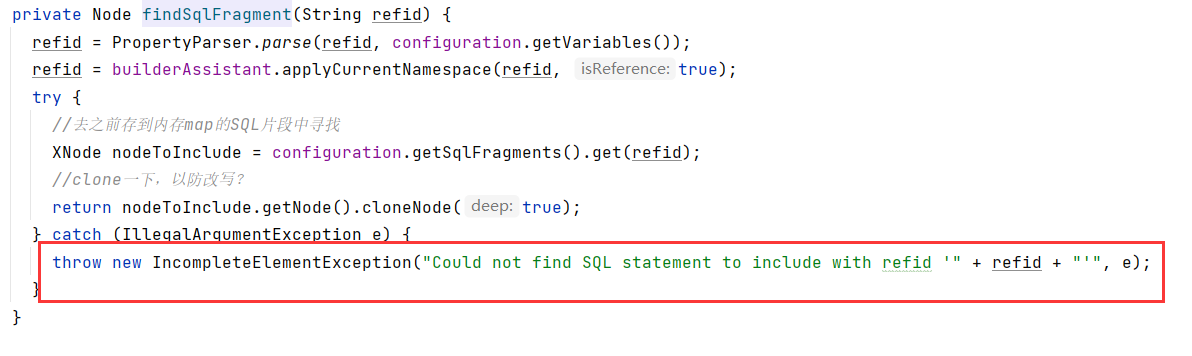 private Node findSqlFragment(String refid) {
refid = PropertyParser.parse(refid, configuration.getVariables());
refid = builderAssistant.applyCurrentNamespace(refid, isReference: true);
try {
//去之前存到内存map的SQL片段中寻找
XNode nodeToInclude = configuration.getSqlFragments().get(refid);
//clone一下，以防改写?
return nodeToInclude.getNode().cloneNode( deep: true);
} catch (IllegalArgumentException e) {
throw new IncompleteElementException("Could not find SQL statement to include with refid '" + refid + "'", e);
}
}